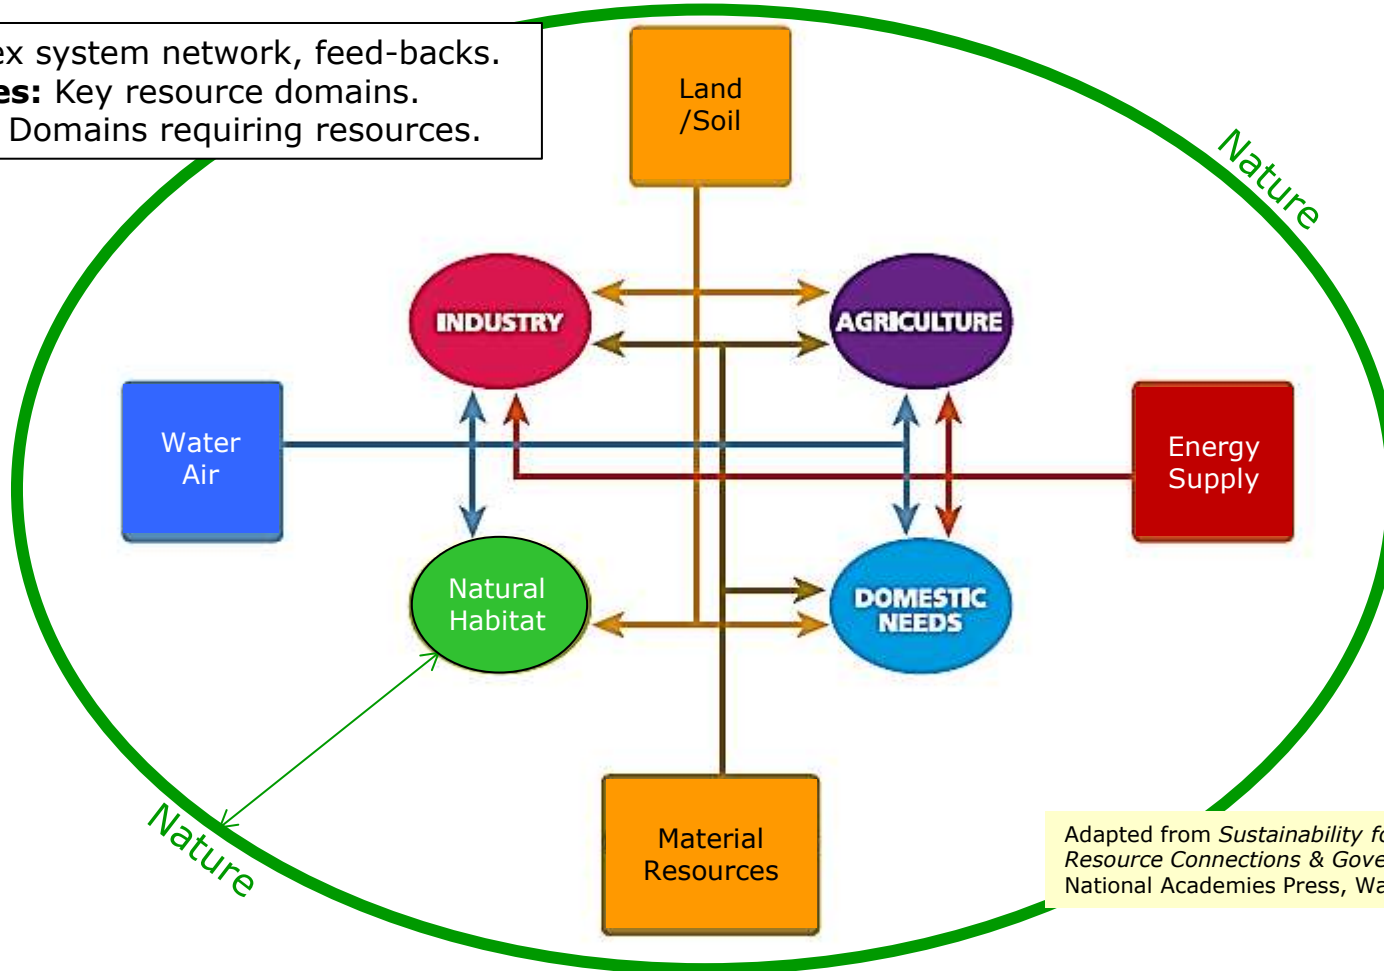 ex system network, feed-backs.
es: Key resource domains.
Domains requiring resources.
Land
/Soil
Nature
INDUSTRY
AGRICULTURE
Water
Air
Energy
Supply
Natural
Habitat
DOMESTIC
NEEDS
Nature
Material
Resources
Adapted from Sustainability fo
Resource Connections & Gove
National Academies Press, Wa